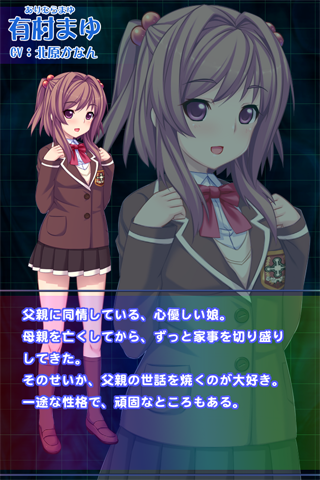 ありむらまゆ
有村まゆ
CV:北原かなん
父親に同情している、心優しい娘。
母親を亡くしてから、ずっと家事を切り盛り
してきた。
そのせいか、父親の世話を焼くのが大好き。
一途な性格で、頑固なところもある。